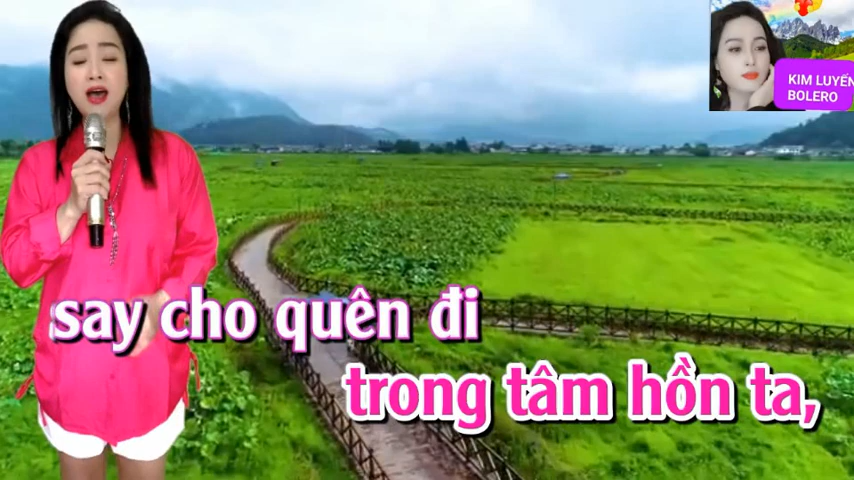 KIM LUYẾN
BOLERO
say cho quên đi
trong tâm hồn ta,